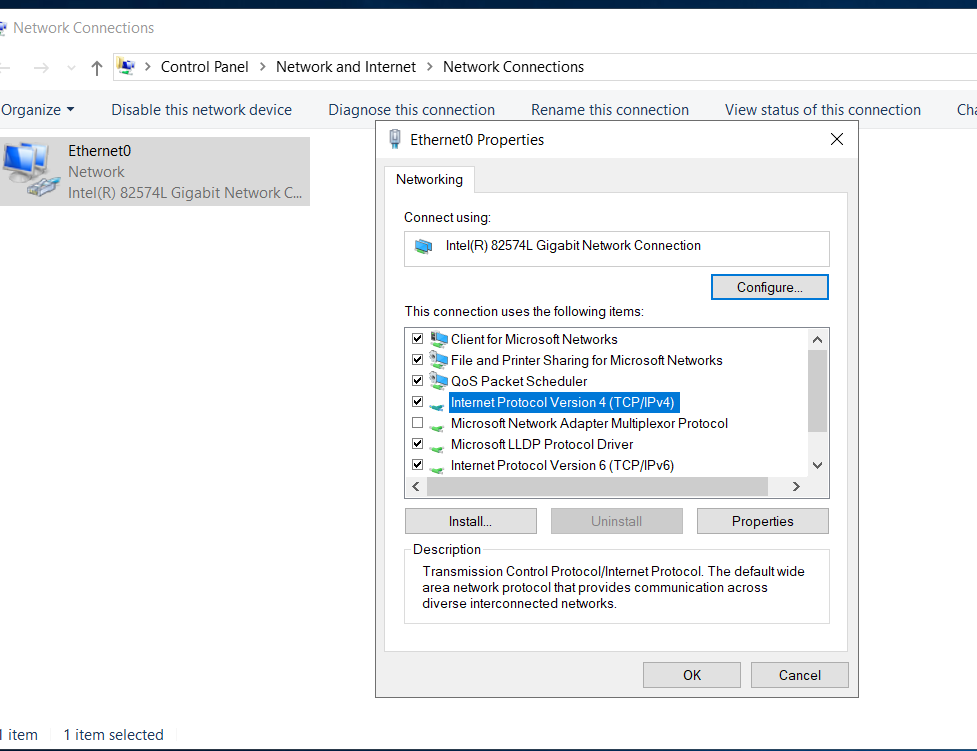 Network Connections
Control Panel > Network and Internet > Network Connections
Organize Disable this network device Diagnose this connection Rename this connection View status of this connection Cha
Ethernet0
Network
Intel(R) 82574L Gigabit Network C...
Ethernet0 Properties
Networking
Connect using:
Intel(R) 82574L Gigabit Network Connection
Configure...
This connection uses the following items:
Client for Microsoft Networks
File and Printer Sharing for Microsoft Networks
QoS Packet Scheduler
Internet Protocol Version 4 (TCP/IPv4)
Microsoft Network Adapter Multiplexor Protocol
Microsoft LLDP Protocol Driver
Internet Protocol Version 6 (TCP/IPv6)
Install... Uninstall Properties
Description
Transmission Control Protocol/Internet Protocol. The default wide
area network protocol that provides communication across
diverse interconnected networks.
OK Cancel
1 item 1 item selected